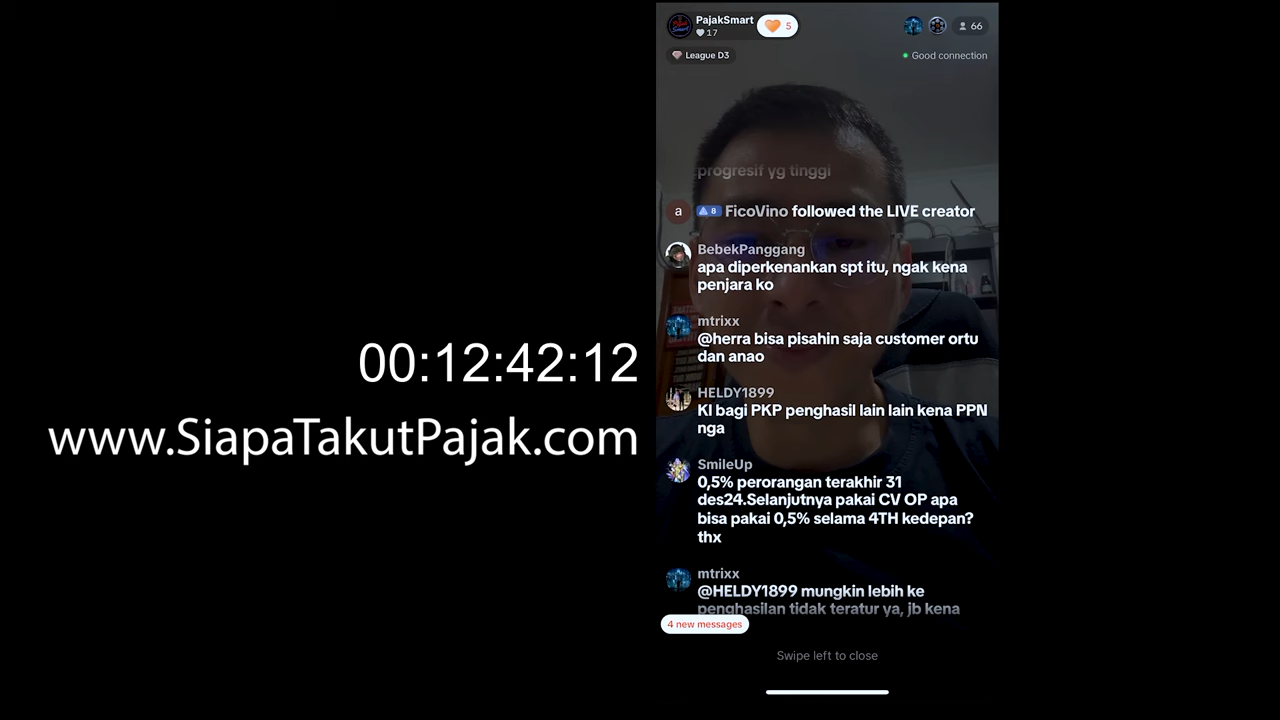 00:12:42:12
www.SiapaTakutPajak.com
PajakSmart
17
5
66
League D3
Good connection
progresif yg tinggi
a
8 FicoVino followed the LIVE creator
BebekPanggang
apa diperkenankan spt itu, ngak kena
penjara ko
mtrixx
@herra bisa pisahin saja customer ortu
dan anao
HELDY1899
KI bagi PKP penghasil lain lain kena PPN
nga
SmileUp
0,5% perorangan terakhir 31
des24.Selanjutnya pakai CV OP apa
bisa pakai 0,5% selama 4TH kedepan?
thx
mtrixx
@HELDY1899 mungkin lebih ke
penghasilan tidak teratur ya, jb kena
4 new messages
Swipe left to close